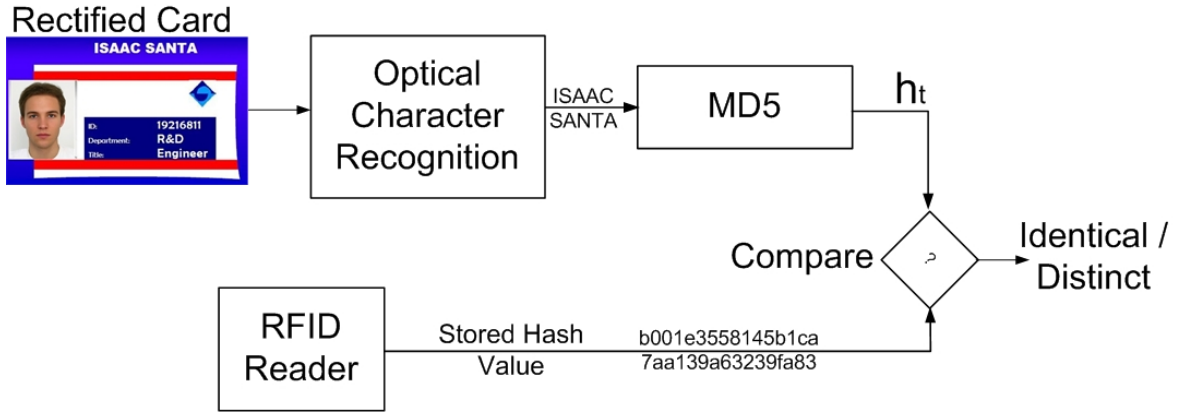 Rectified Card
ISAAC SANTA
ID: 19216811
Department: R&D
Title: Engineer
Optical
Character
Recognition
ISAAC
SANTA
MD5
ht
Compare
?
Identical /
Distinct
RFID
Reader
Stored Hash
Value
b001e3558145b1ca
7aa139a63239fa83